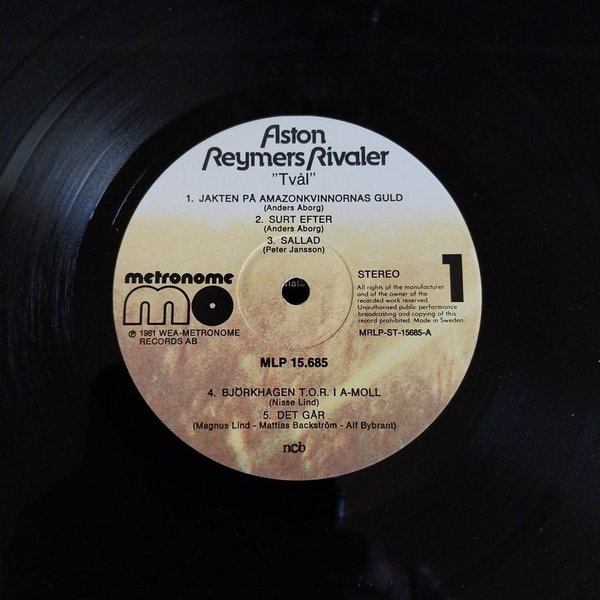 Aston
Reymers Rivaler
"Tvål"
1. JAKTEN PÅ AMAZONKVINNORNAS GULD
(Anders Åborg)
2. SURT EFTER
(Anders Åborg)
3. SALLAD
(Peter Jansson)
metronome
mo
℗ 1981 WEA-METRONOME
RECORDS AB
STEREO
1
All rights of the manufacturer
and of the owner of the
recorded work reserved.
Unauthorised public performance
broadcasting and copying of this
record prohibited. Made in Sweden.
MRLP-ST-15685-A
MLP 15.685
4. BJÖRKHAGEN T.O.R. I A-MOLL
(Nisse Lind)
5. DET GÅR
(Magnus Lind - Mattias Backström - Alf Bybrant)
ncb